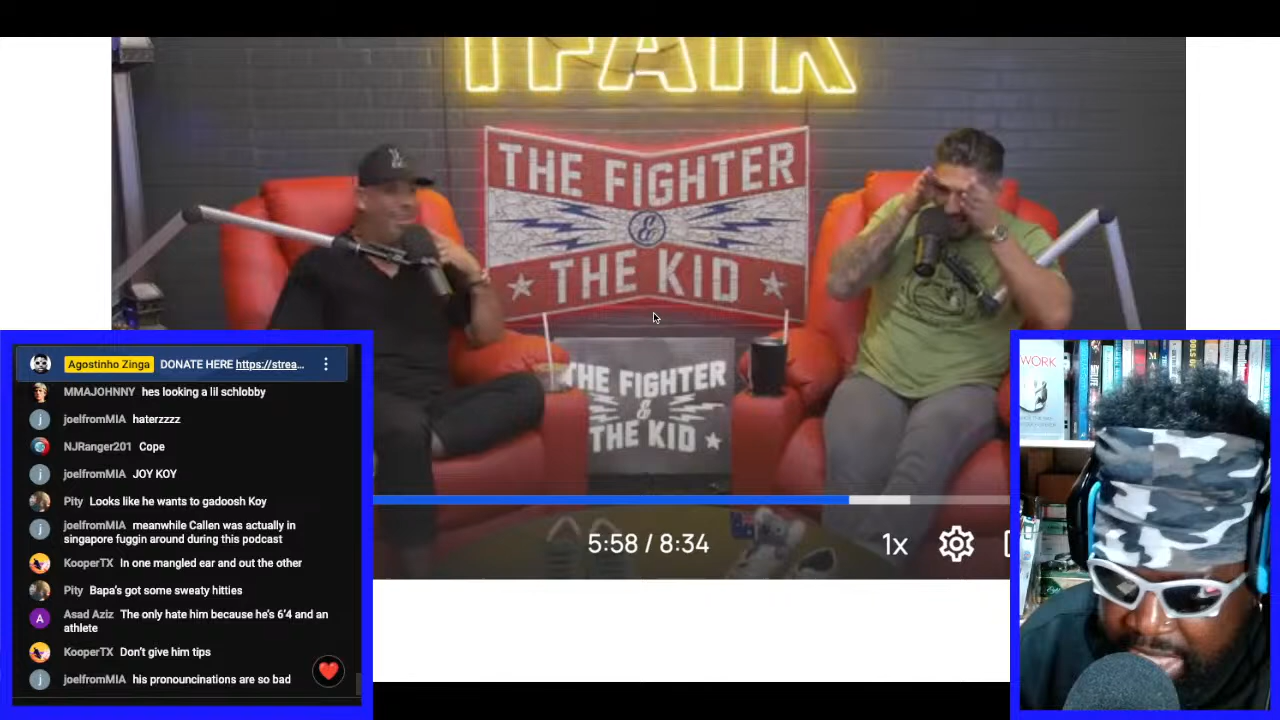 TFATK
THE FIGHTER
&
THE KID
THE FIGHTER
&
THE KID
WORK
Agostinho Zinga DONATE HERE https://strea...
MMAJOHNNY hes looking a lil schlobby
joelfromMIA haterzzzz
NJRanger201 Cope
joelfromMIA JOY KOY
Pity Looks like he wants to gadoosh Koy
joelfromMIA meanwhile Callen was actually in
singapore fuggin around during this podcast
KooperTX In one mangled ear and out the other
Pity Bapa's got some sweaty hitties
Asad Aziz The only hate him because he's 6'4 and an
athlete
KooperTX Don't give him tips
joelfromMIA his pronouncinations are so bad
5:58 / 8:34
1x